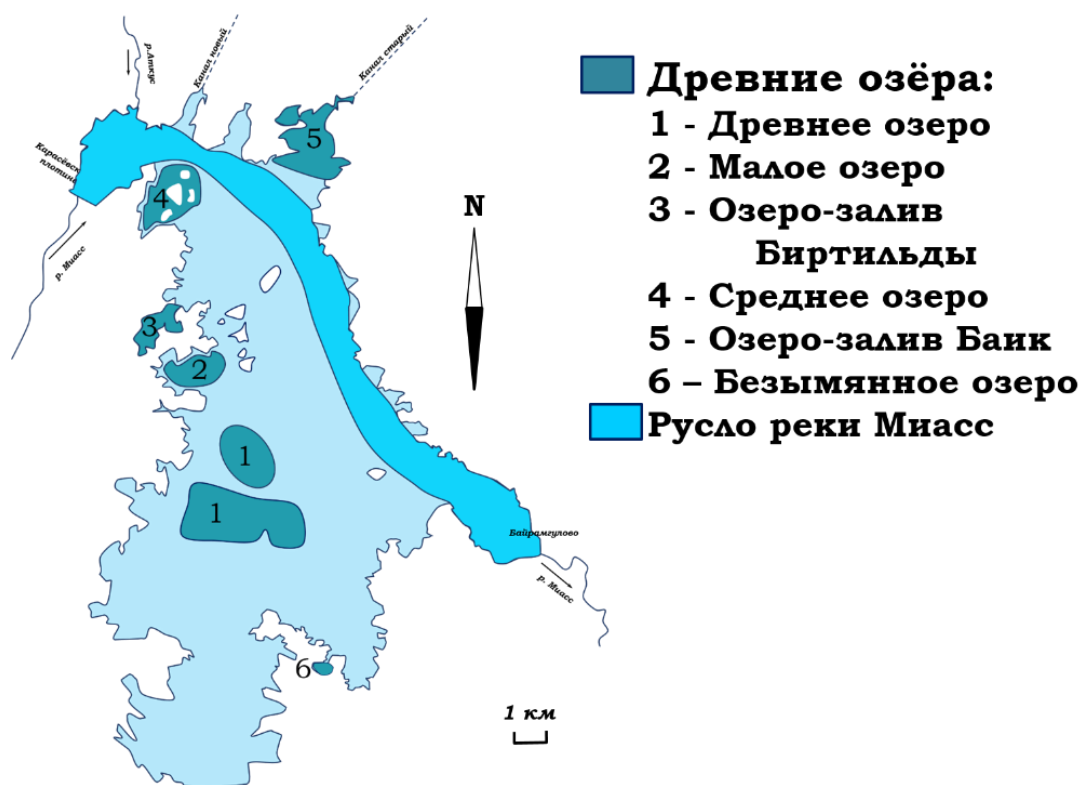 р.Аткус
Канал новый
Канал старый
Карасёвская
плотина
р. Миасс
5
4
3
2
1
1
6
N
Байрамгулово
р. Миасс
1 км
Древние озёра:
1 - Древнее озеро
2 - Малое озеро
3 - Озеро-залив
Биртильды
4 - Среднее озеро
5 - Озеро-залив Баик
6 – Безымянное озеро
Русло реки Миасс